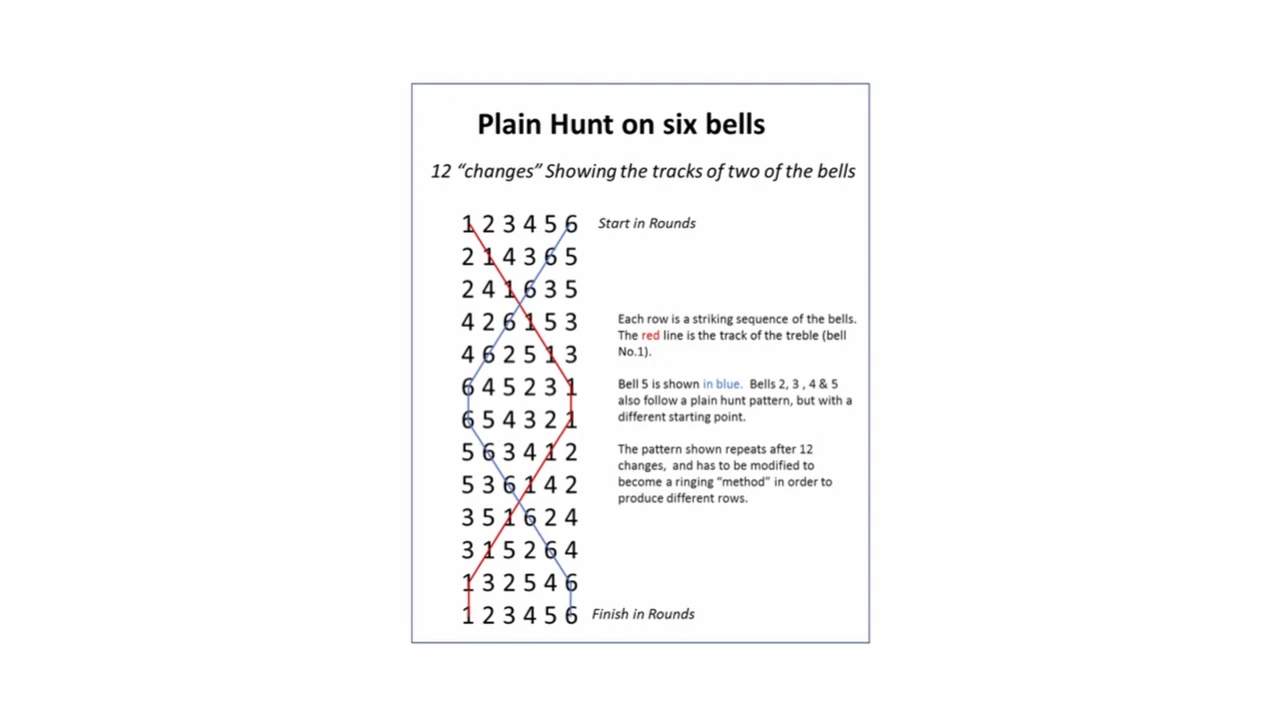 Plain Hunt on six bells
12 “changes” Showing the tracks of two of the bells
1 2 3 4 5 6 Start in Rounds
2 1 4 3 6 5
2 4 1 6 3 5
4 2 6 1 5 3
4 6 2 5 1 3
6 4 5 2 3 1
6 5 4 3 2 1
5 6 3 4 1 2
5 3 6 1 4 2
3 5 1 6 2 4
3 1 5 2 6 4
1 3 2 5 4 6
1 2 3 4 5 6 Finish in Rounds
Each row is a striking sequence of the bells.
The red line is the track of the treble (bell
No.1).
Bell 5 is shown in blue. Bells 2, 3 , 4 & 5
also follow a plain hunt pattern, but with a
different starting point.
The pattern shown repeats after 12
changes, and has to be modified to
become a ringing “method” in order to
produce different rows.